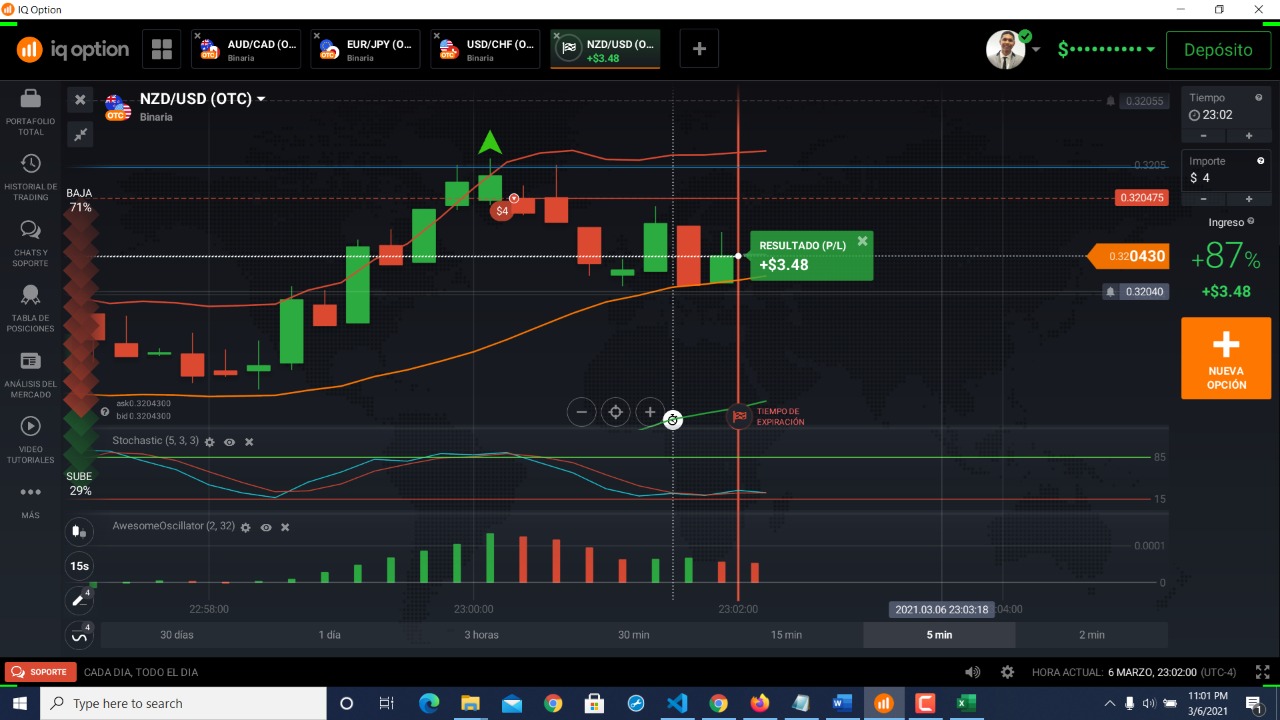 IQ Option
iq option
AUD/CAD (O...
Binaria
EUR/JPY (O...
Binaria
USD/CHF (O...
Binaria
NZD/USD (O...
+$3.48
$••••••••••
Depósito
PORTAFOLIO
TOTAL
HISTORIAL DE
TRADING
CHATS Y
SOPORTE
TABLA DE
POSICIONES
ANÁLISIS DEL
MERCADO
VIDEO
TUTORIALES
MÁS
OTC
NZD/USD (OTC)
Binaria
BAJA
71%
SUBE
29%
$4
RESULTADO (P/L)
+$3.48
0.32055
0.3205
0.320475
0.320430
0.32040
ask0.3204300
bid 0.3204300
TIEMPO DE
EXPIRACIÓN
Stochastic (5, 3, 3)
85
15
AwesomeOscillator (2, 32)
0.0001
0
15s
4
4
22:58:00
23:00:00
23:02:00
2021.03.06 23:03:18
:04:00
30 días
1 día
3 horas
30 min
15 min
5 min
2 min
Tiempo
23:02
Importe
$ 4
Ingreso
+87%
+$3.48
NUEVA
OPCIÓN
SOPORTE
CADA DIA, TODO EL DIA
HORA ACTUAL: 6 MARZO, 23:02:00 (UTC-4)
Type here to search
11:01 PM
3/6/2021